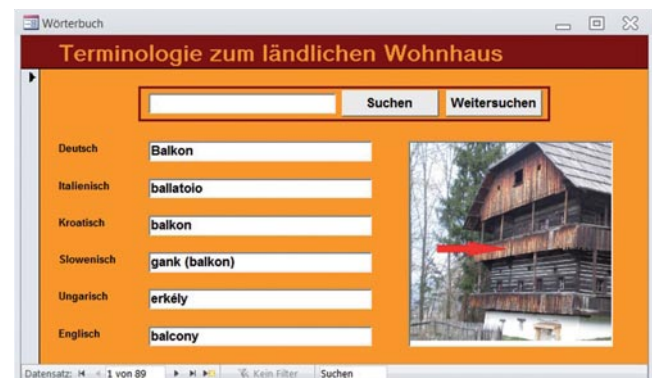 Wörterbuch
Terminologie zum ländlichen Wohnhaus
Suchen Weitersuchen
Deutsch Balkon
Italienisch ballatoio
Kroatisch balkon
Slowenisch gank (balkon)
Ungarisch erkély
Englisch balcony
Datensatz: 1 von 89 Kein Filter Suchen